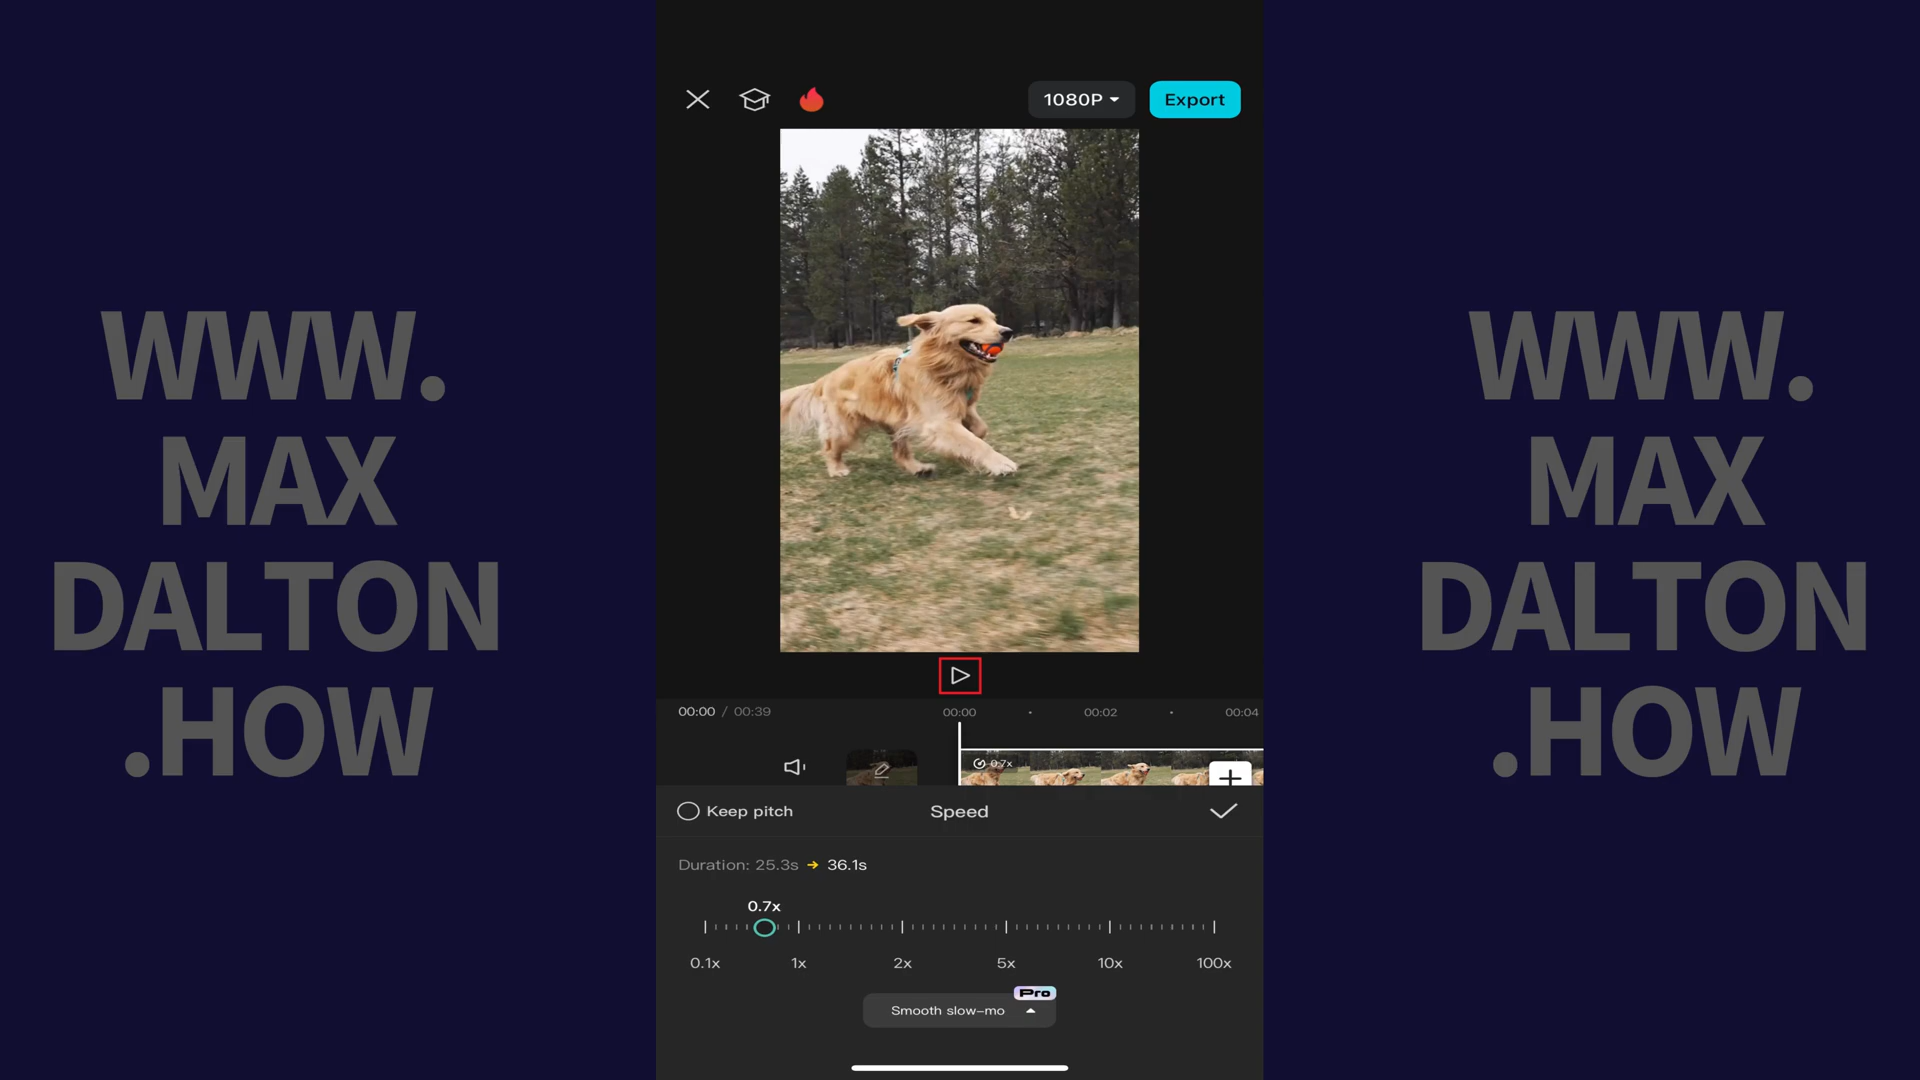 WWW.
MAX
DALTON
.HOW
1080P
Export
00:00 / 00:39
00:00
00:02
00:04
0.7x
Keep pitch
Speed
Duration: 25.3s → 36.1s
0.7x
0.1x 1x 2x 5x 10x 100x
Pro
Smooth slow-mo
WWW.
MAX
DALTON
.HOW